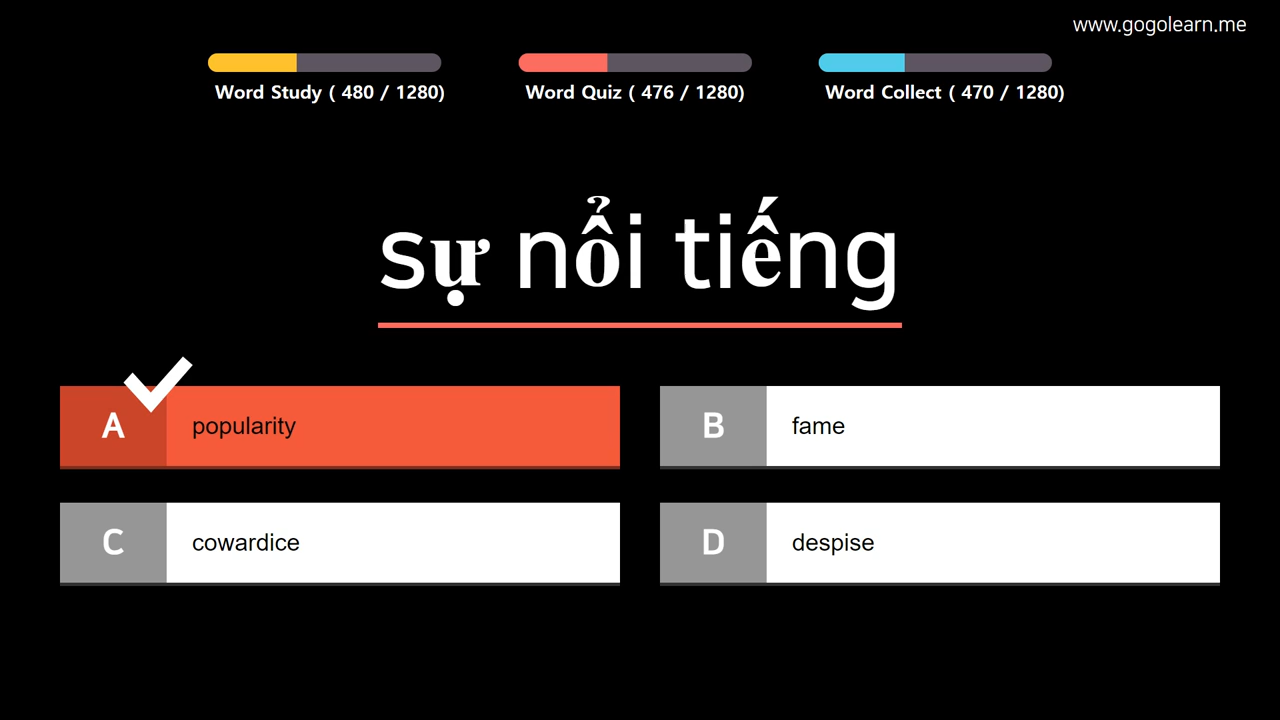 www.gogolearn.me
Word Study ( 480 / 1280)
Word Quiz ( 476 / 1280)
Word Collect ( 470 / 1280)
sự nổi tiếng
A popularity
B fame
C cowardice
D despise